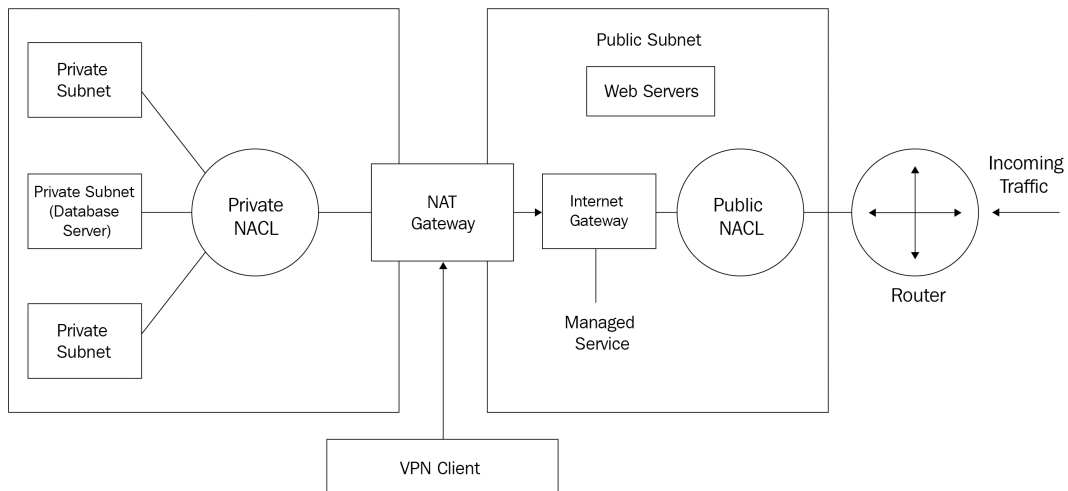 Private
Subnet
Private Subnet
(Database
Server)
Private
Subnet
Private
NACL
NAT
Gateway
VPN Client
Public Subnet
Web Servers
Internet
Gateway
Managed
Service
Public
NACL
Router
Incoming
Traffic